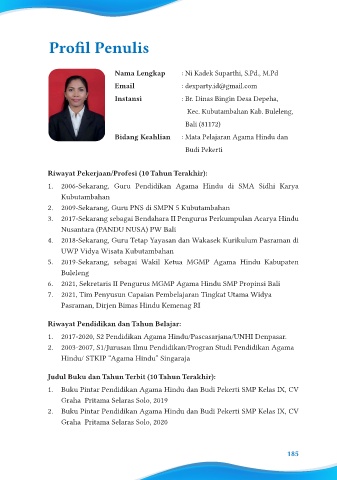 Profil Penulis
Nama Lengkap : Ni Kadek Suparthi, S.Pd., M.Pd
Email : dexparty.id@gmail.com
Instansi : Br. Dinas Bingin Desa Depeha,
Kec. Kubutambahan Kab. Buleleng,
Bali (81172)
Bidang Keahlian : Mata Pelajaran Agama Hindu dan
Budi Pekerti
Riwayat Pekerjaan/Profesi (10 Tahun Terakhir):
1. 2006-Sekarang, Guru Pendidikan Agama Hindu di SMA Sidhi Karya
Kubutambahan
2. 2009-Sekarang, Guru PNS di SMPN 5 Kubutambahan
3. 2017-Sekarang sebagai Bendahara II Pengurus Perkumpulan Acarya Hindu
Nusantara (PANDU NUSA) PW Bali
4. 2018-Sekarang, Guru Tetap Yayasan dan Wakasek Kurikulum Pasraman di
UWP Vidya Wisata Kubutambahan
5. 2019-Sekarang, sebagai Wakil Ketua MGMP Agama Hindu Kabupaten
Buleleng
6. 2021, Sekretaris II Pengurus MGMP Agama Hindu SMP Propinsi Bali
7. 2021, Tim Penyusun Capaian Pembelajaran Tingkat Utama Widya
Pasraman, Dirjen Bimas Hindu Kemenag RI
Riwayat Pendidikan dan Tahun Belajar:
1. 2017-2020, S2 Pendidikan Agama Hindu/Pascasarjana/UNHI Denpasar.
2. 2003-2007, S1/Jurusan Ilmu Pendidikan/Progran Studi Pendidikan Agama
Hindu/ STKIP "Agama Hindu" Singaraja
Judul Buku dan Tahun Terbit (10 Tahun Terakhir):
1. Buku Pintar Pendidikan Agama Hindu dan Budi Pekerti SMP Kelas IX, CV
Graha Pritama Selaras Solo, 2019
2. Buku Pintar Pendidikan Agama Hindu dan Budi Pekerti SMP Kelas IX, CV
Graha Pritama Selaras Solo, 2020
185